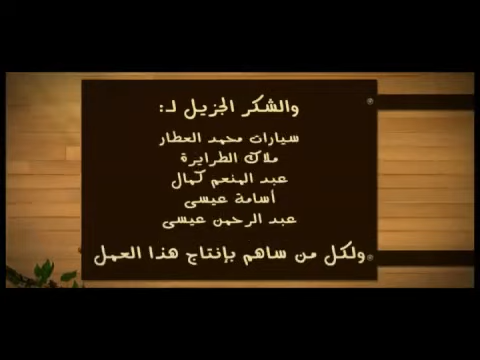 والشكر الجزيل لـ:
سيارات محمد العطار
ملاك الطرايرة
عبد المنعم كمال
أسامة عيسى
عبد الرحمن عيسى
ولكل من ساهم بإنتاج هذا العمل